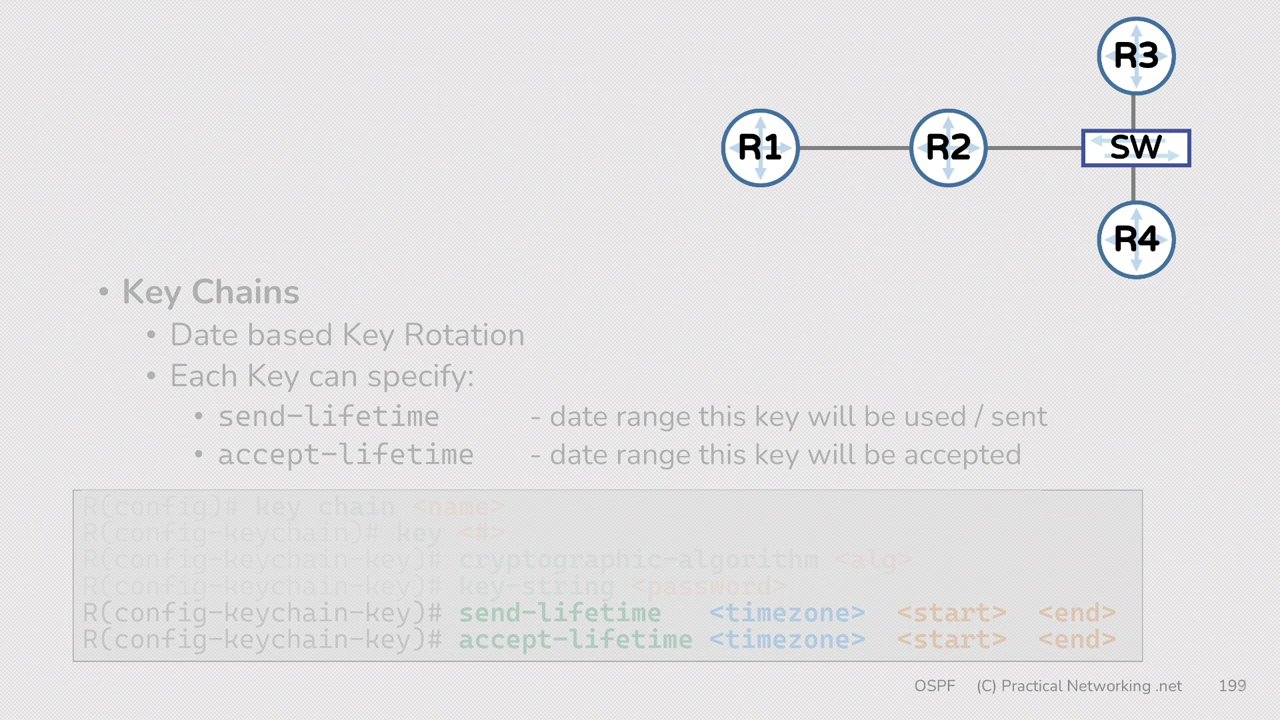 R3
R1
R2
SW
R4
• Key Chains
• Date based Key Rotation
• Each Key can specify:
• send-lifetime - date range this key will be used / sent
• accept-lifetime - date range this key will be accepted
R(config)# key chain <name>
R(config-keychain)# key <#>
R(config-keychain-key)# cryptographic-algorithm <alg>
R(config-keychain-key)# key-string <password>
R(config-keychain-key)# send-lifetime <timezone> <start> <end>
R(config-keychain-key)# accept-lifetime <timezone> <start> <end>
OSPF (C) Practical Networking .net 199